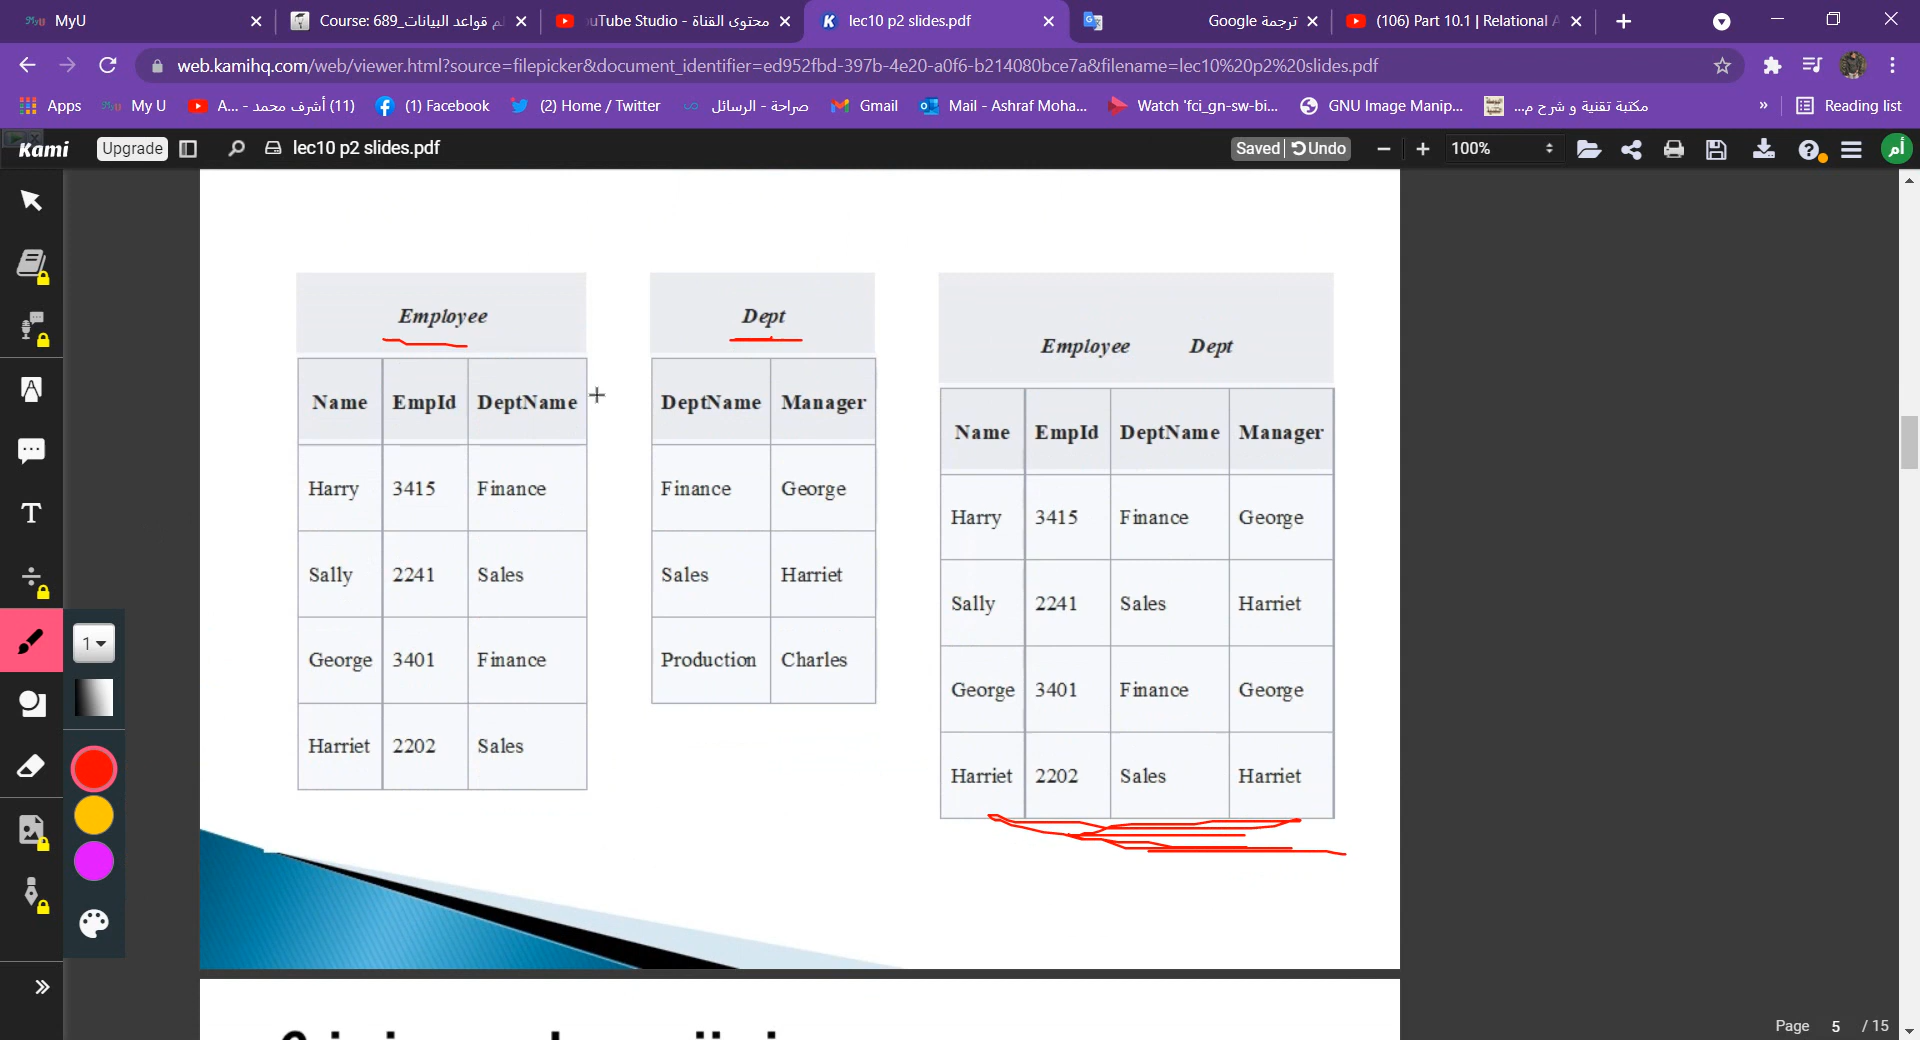 MyU
Course: 689_م قواعد البيانات
uTube Studio - محتوى القناة
lec10 p2 slides.pdf
Google ترجمة
(106) Part 10.1 | Relational A
web.kamihq.com/web/viewer.html?source=filepicker&document_identifier=ed952fbd-397b-4e20-a0f6-b214080bce7a&filename=lec10%20p2%20slides.pdf
Apps
My U
(11) أشرف محمد - A...
(1) Facebook
(2) Home / Twitter
صراحة - الرسائل
Gmail
Mail - Ashraf Moha...
Watch 'fci_gn-sw-bi...
GNU Image Manip...
مكتبة تقنية و شرح م...
»
Reading list
Kami
Upgrade
lec10 p2 slides.pdf
Saved
Undo
100%
أم
Employee
Name EmpId DeptName
Harry 3415 Finance
Sally 2241 Sales
George 3401 Finance
Harriet 2202 Sales
Dept
DeptName Manager
Finance George
Sales Harriet
Production Charles
Employee Dept
Name EmpId DeptName Manager
Harry 3415 Finance George
Sally 2241 Sales Harriet
George 3401 Finance George
Harriet 2202 Sales Harriet
1
Page 5 / 15